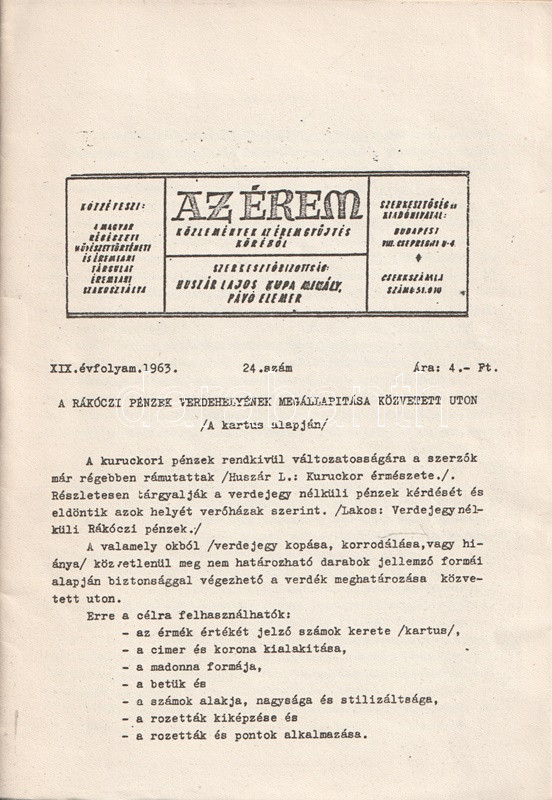 KÖZZÉTESZI:
A MAGYAR
RÉGÉSZETI
MŰVÉSZETTÖRTÉNETI
ÉS ÉREMTANI
TÁRSULAT
ÉREMTANI
SZAKOSZTÁLYA
AZ ÉREM
KÖZLEMÉNYEK AZ ÉREMGYŰJTÉS
KÖRÉBŐL
SZERKESZTŐBIZOTTSÁG:
HUSZÁR LAJOS KUPA MIHÁLY,
PÁVÓ ELEMÉR
SZERKESZTŐSÉG ÉS
KIADÓHIVATAL:
BUDAPEST
VIII. CSEPREGHI U·4.
CSEKKSZÁMLA
SZÁM: 51.010
XIX.évfolyam.1963. 24.szám Ára: 4.- Ft.
A RÁKÓCZI PÉNZEK VERDEHELYÉNEK MEGÁLLAPITÁSA KÖZVETETT UTON
/A kartus alapján/
A kuruckori pénzek rendkivül változatosságára a szerzők
már régebben rámutattak /Huszár L.: Kuruckor érmészete./.
Részletesen tárgyalják a verdejegy nélküli pénzek kérdését és
eldöntik azok helyét verőházak szerint. /Lakos: Verdejegynél-
küli Rákóczi pénzek./
A valamely okból /verdejegy kopása, korrodálása,vagy hi-
ánya/ közvetlenül meg nem határozható darabok jellemző formái
alapján biztonsággal végezhető a verdék meghatározása közve-
tett uton.
Erre a célra felhasználhatók:
- az érmék értékét jelző számok kerete /kartus/,
- a cimer és korona kialakitása,
- a madonna formája,
- a betük és
- a számok alakja, nagysága és stilizáltsága,
- a rozetták kiképzése és
- a rozetták és pontok alkalmazása.
darabanth